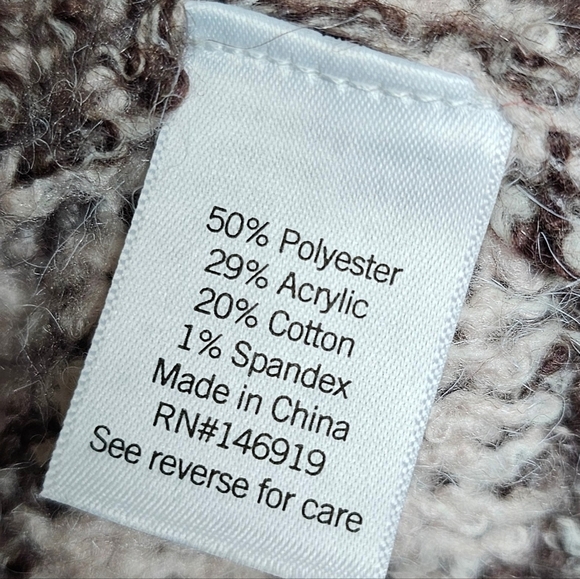 50% Polyester
29% Acrylic
20% Cotton
1% Spandex
Made in China
RN#146919
See reverse for care